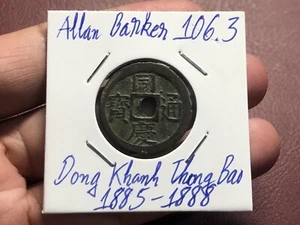 Allan Barker 106.3
同
寶 通
慶
Dong Khanh Thong Bao
1885-1888